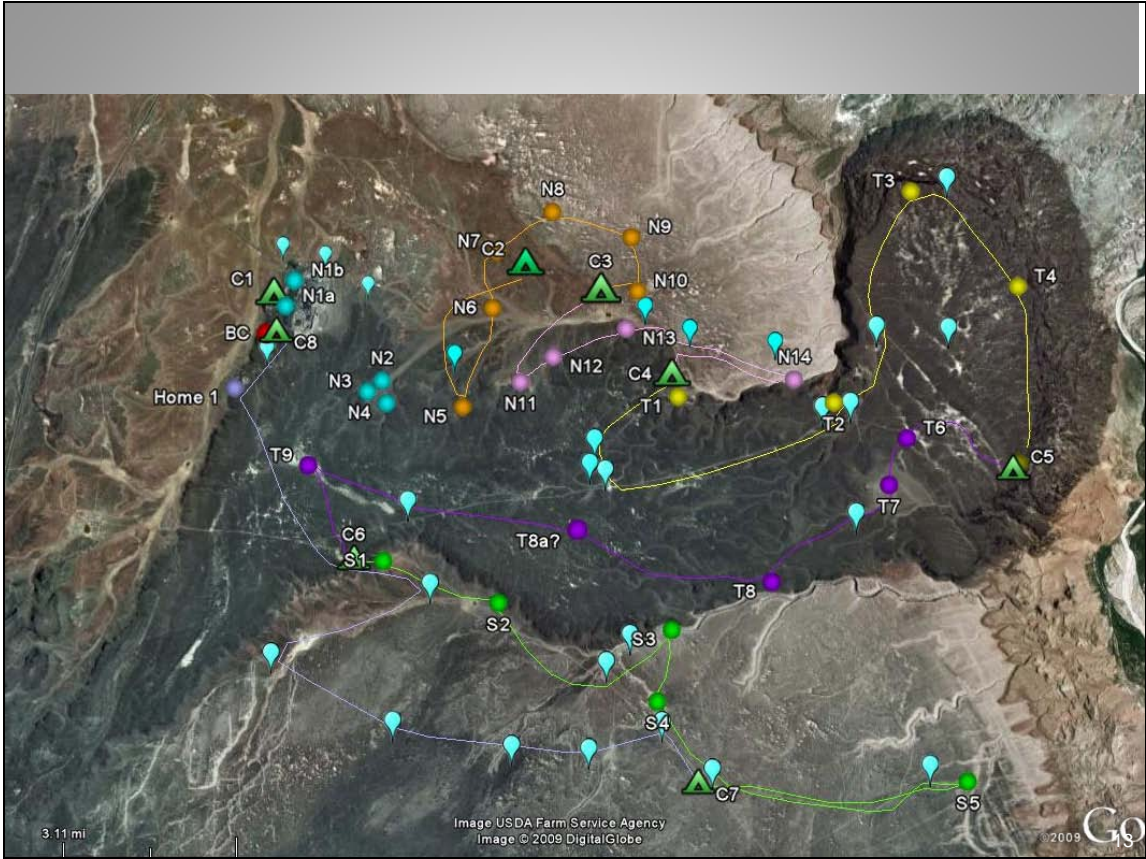 T3
N8
N9
N7
C2
C3
C1
N1b
N1a
N10
T4
N6
BC
C8
N13
N2
N12
N14
N3
C4
Home 1
N4
N5
N11
T1
T2
T6
T9
C5
T7
C6
T8a?
S1
T8
S2
S3
S4
C7
S5
3.11 mi
Image USDA Farm Service Agency
Image © 2009 DigitalGlobe
©2009
Go
13